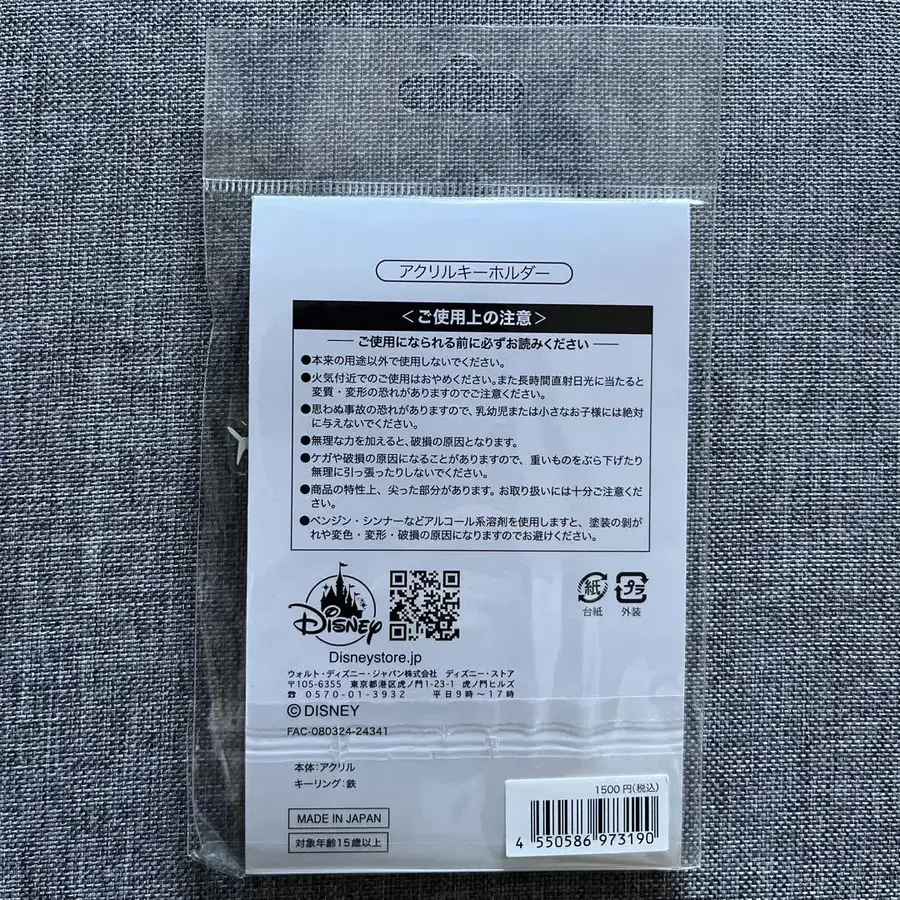 アクリルキーホルダー
＜ご使用上の注意＞
ご使用になられる前に必ずお読みください
●本来の用途以外で使用しないでください。
●火気付近でのご使用はおやめください。また長時間直射日光に当たると
変質・変形の恐れがありますのでご注意ください。
●思わぬ事故の恐れがありますので、乳幼児または小さなお子様には絶対
に与えないでください。
●無理な力を加えると、破損の原因となります。
●ケガや破損の原因になることがありますので、重いものをぶら下げたり
無理に引っ張ったりしないでください。
●商品の特性上、尖った部分があります。お取り扱いには十分ご注意くだ
さい。
●ベンジン・シンナーなどアルコール系溶剤を使用しますと、塗装の剝が
れや変色・変形・破損の原因になりますのでお避けください。
Disney
紙
台紙
プラ
外装
Disneystore.jp
ウォルト・ディズニー・ジャパン株式会社　ディズニー・ストア
〒105-6355　東京都港区虎ノ門1-23-1　虎ノ門ヒルズ
☎ 0570-01-3932　平日9時〜17時
© DISNEY
FAC-080324-24341
本体：アクリル
キーリング：鉄
MADE IN JAPAN
対象年齢15歳以上
1500円(税込)
4 550586 973190